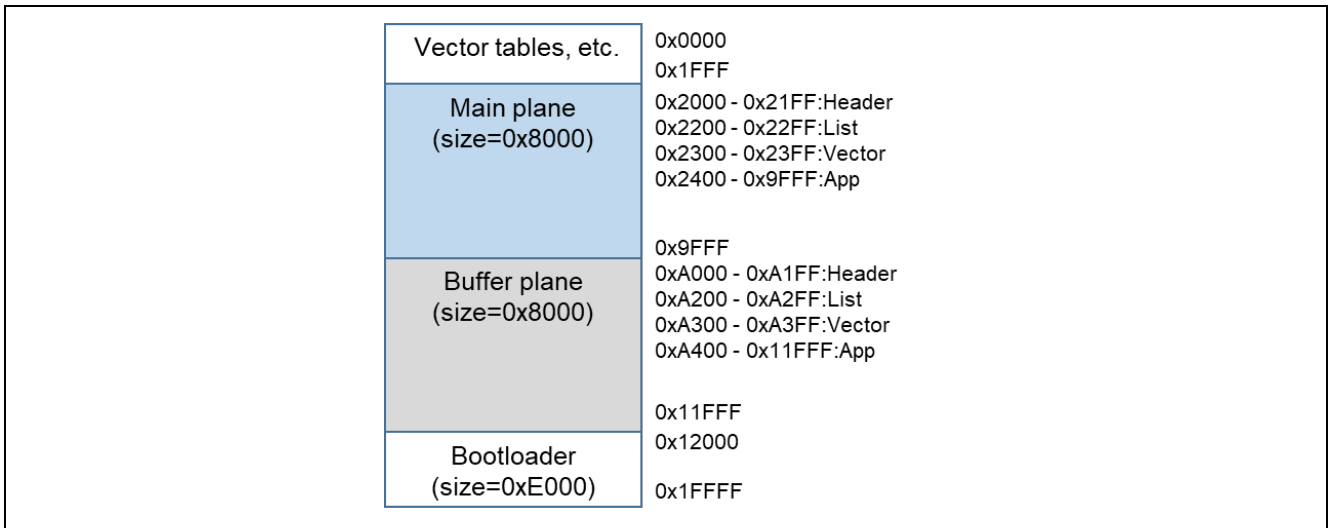 Vector tables, etc.
0x0000
0x1FFF
Main plane
(size=0x8000)
0x2000 - 0x21FF:Header
0x2200 - 0x22FF:List
0x2300 - 0x23FF:Vector
0x2400 - 0x9FFF:App
0x9FFF
Buffer plane
(size=0x8000)
0xA000 - 0xA1FF:Header
0xA200 - 0xA2FF:List
0xA300 - 0xA3FF:Vector
0xA400 - 0x11FFF:App
0x11FFF
0x12000
Bootloader
(size=0xE000)
0x1FFFF